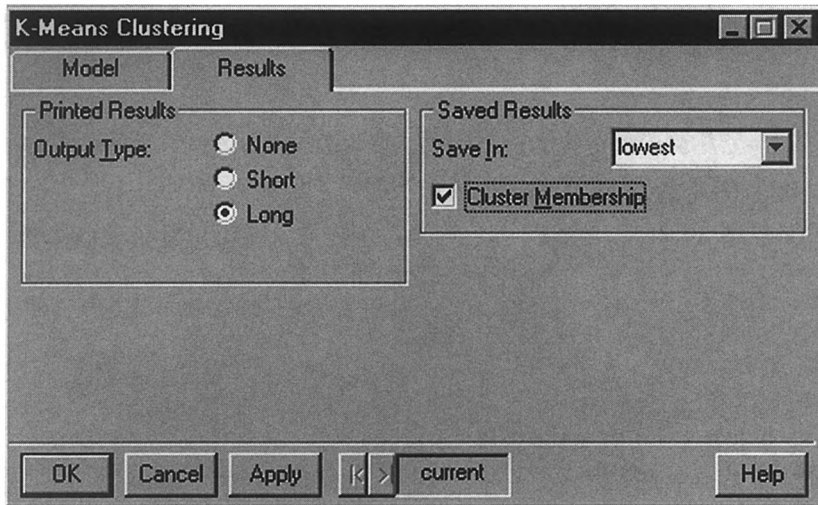 K-Means Clustering
Model
Results
Printed Results
Output Type:
None
Short
Long
Saved Results
Save In:
lowest
Cluster Membership
OK
Cancel
Apply
current
Help